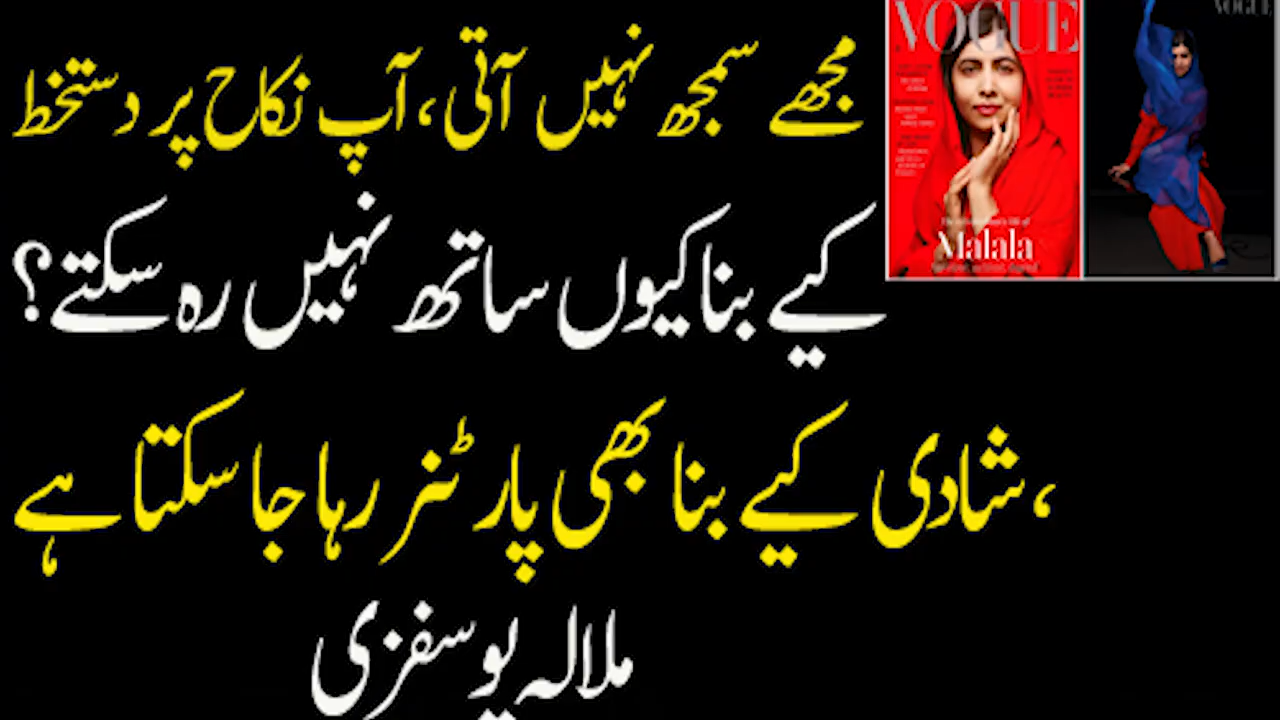 مجھے سمجھ نہیں آتی، آپ نکاح پر دستخط
کیے بنا کیوں ساتھ نہیں رہ سکتے؟
، شادی کیے بنا بھی پارٹنر رہا جا سکتا ہے
ملالہ یوسفزی
VOGUE
Malala
VOGUE